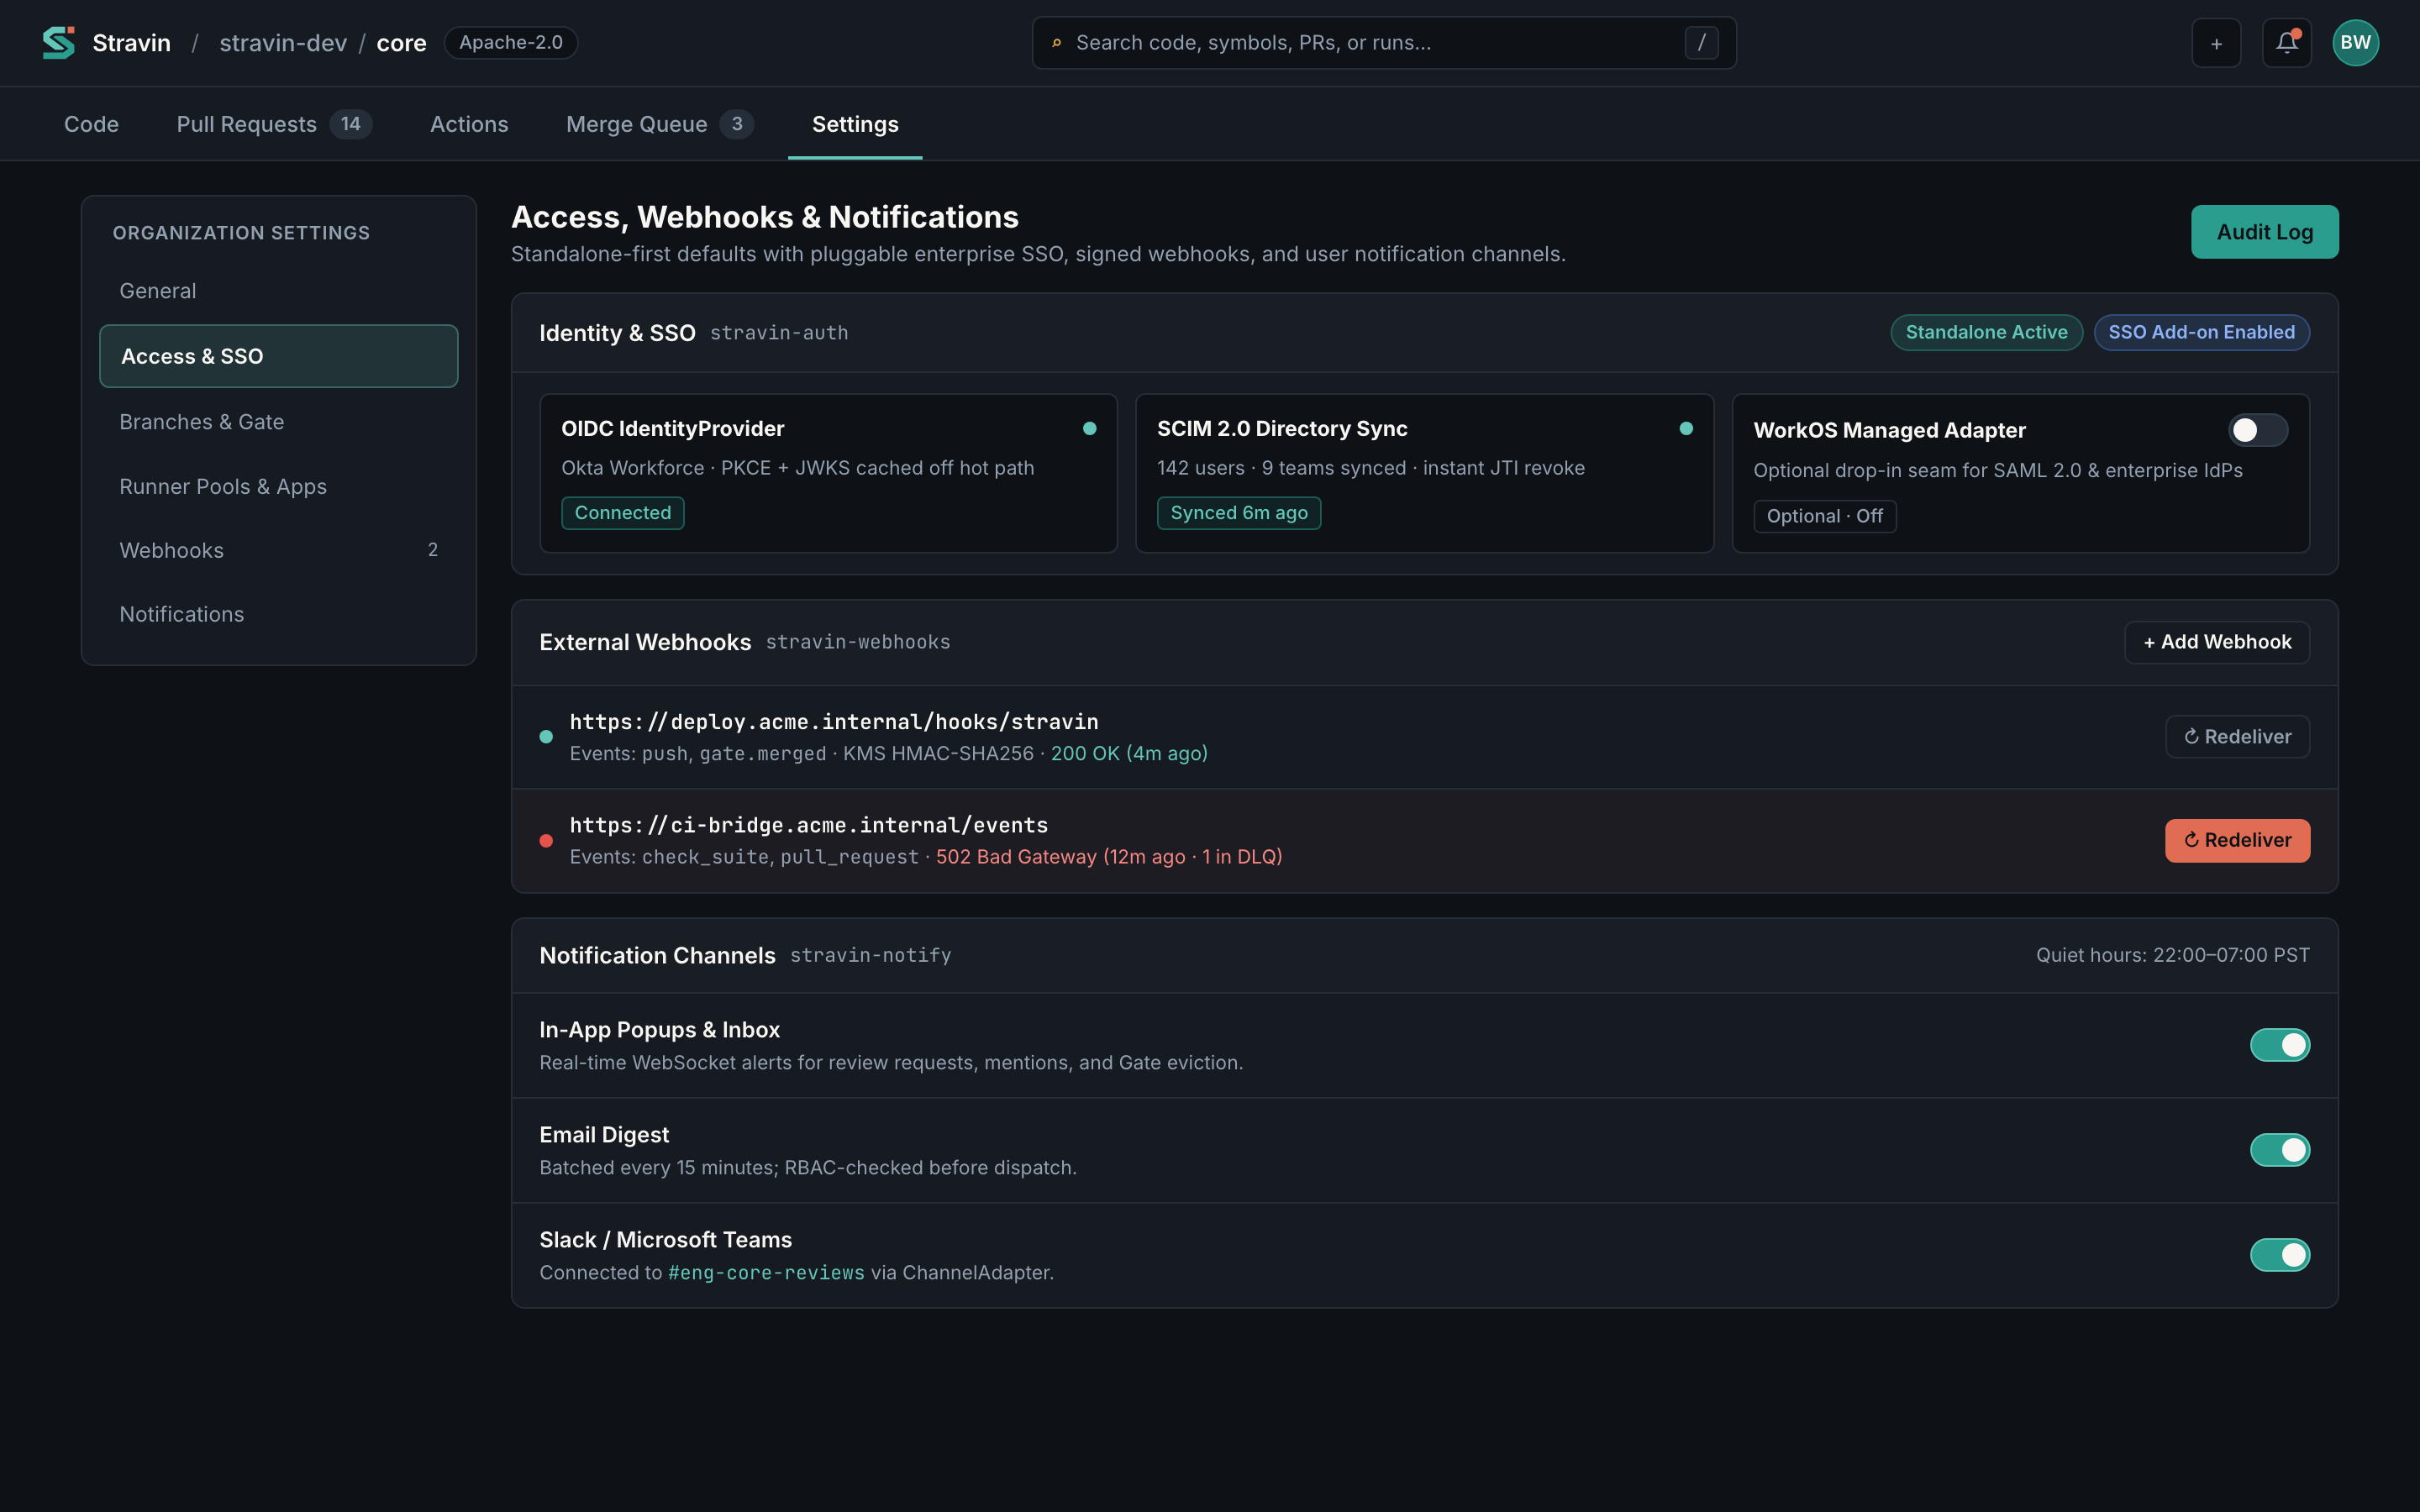 Stravin / stravin-dev / core Apache-2.0
Search code, symbols, PRs, or runs... /
+ BW
Code Pull Requests 14 Actions Merge Queue 3 Settings
ORGANIZATION SETTINGS
General
Access & SSO
Branches & Gate
Runner Pools & Apps
Webhooks 2
Notifications
Access, Webhooks & Notifications
Standalone-first defaults with pluggable enterprise SSO, signed webhooks, and user notification channels.
Audit Log
Identity & SSO stravin-auth
Standalone Active SSO Add-on Enabled
OIDC IdentityProvider
Okta Workforce · PKCE + JWKS cached off hot path
Connected
SCIM 2.0 Directory Sync
142 users · 9 teams synced · instant JTI revoke
Synced 6m ago
WorkOS Managed Adapter
Optional drop-in seam for SAML 2.0 & enterprise IdPs
Optional · Off
External Webhooks stravin-webhooks
+ Add Webhook
https://deploy.acme.internal/hooks/stravin
Events: push, gate.merged · KMS HMAC-SHA256 · 200 OK (4m ago)
↻ Redeliver
https://ci-bridge.acme.internal/events
Events: check_suite, pull_request · 502 Bad Gateway (12m ago · 1 in DLQ)
↻ Redeliver
Notification Channels stravin-notify
Quiet hours: 22:00–07:00 PST
In-App Popups & Inbox
Real-time WebSocket alerts for review requests, mentions, and Gate eviction.
Email Digest
Batched every 15 minutes; RBAC-checked before dispatch.
Slack / Microsoft Teams
Connected to #eng-core-reviews via ChannelAdapter.